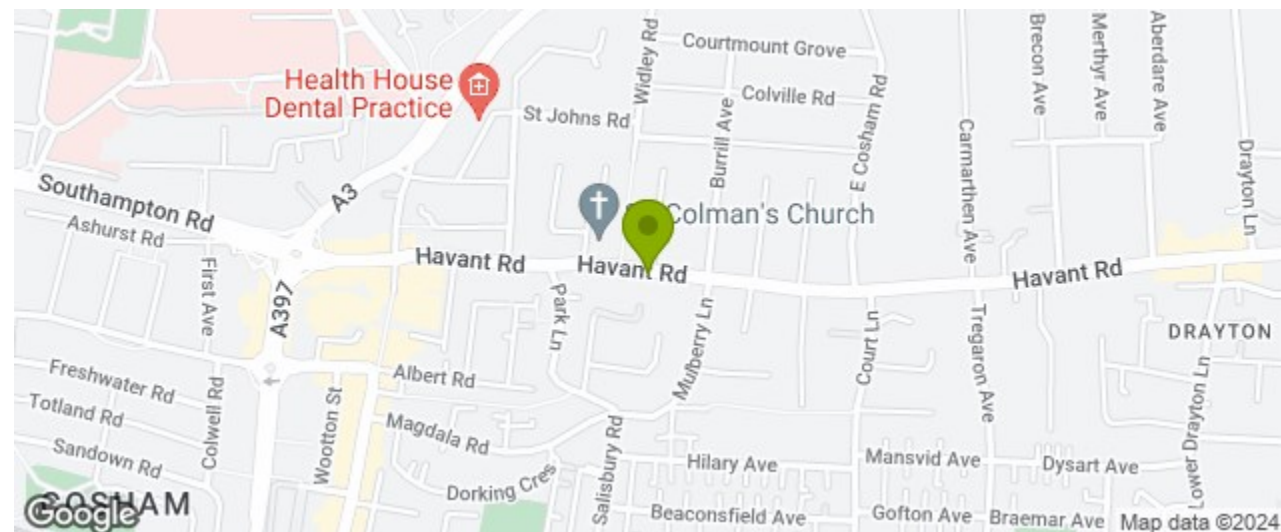 Courtmount Grove
Widley Rd
Brecon Ave
Merthyr Ave
Aberdare Ave
Health House
Dental Practice
Colville Rd
St Johns Rd
Burrill Ave
E Cosham Rd
Carmarthen Ave
Drayton Ln
Southampton Rd
A3
Ashurst Rd
Colman's Church
Havant Rd
Havant Rd
Havant Rd
First Ave
A397
Park Ln
Mulberry Ln
Court Ln
Tregaron Ave
DRAYTON
Freshwater Rd
Albert Rd
Totland Rd
Colwell Rd
Wootton St
Magdala Rd
Salisbury Rd
Lower Drayton Ln
Sandown Rd
Dorking Cres
Hilary Ave
Mansvid Ave
Dysart Ave
COSHAM
Google
Beaconsfield Ave
Gofton Ave
Braemar Ave
Map data ©2024